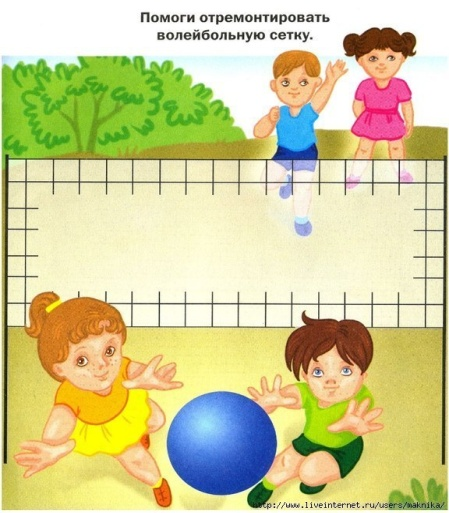 Помоги отремонтировать
волейбольную сетку.
http://www.liveinternet.ru/users/maknika/